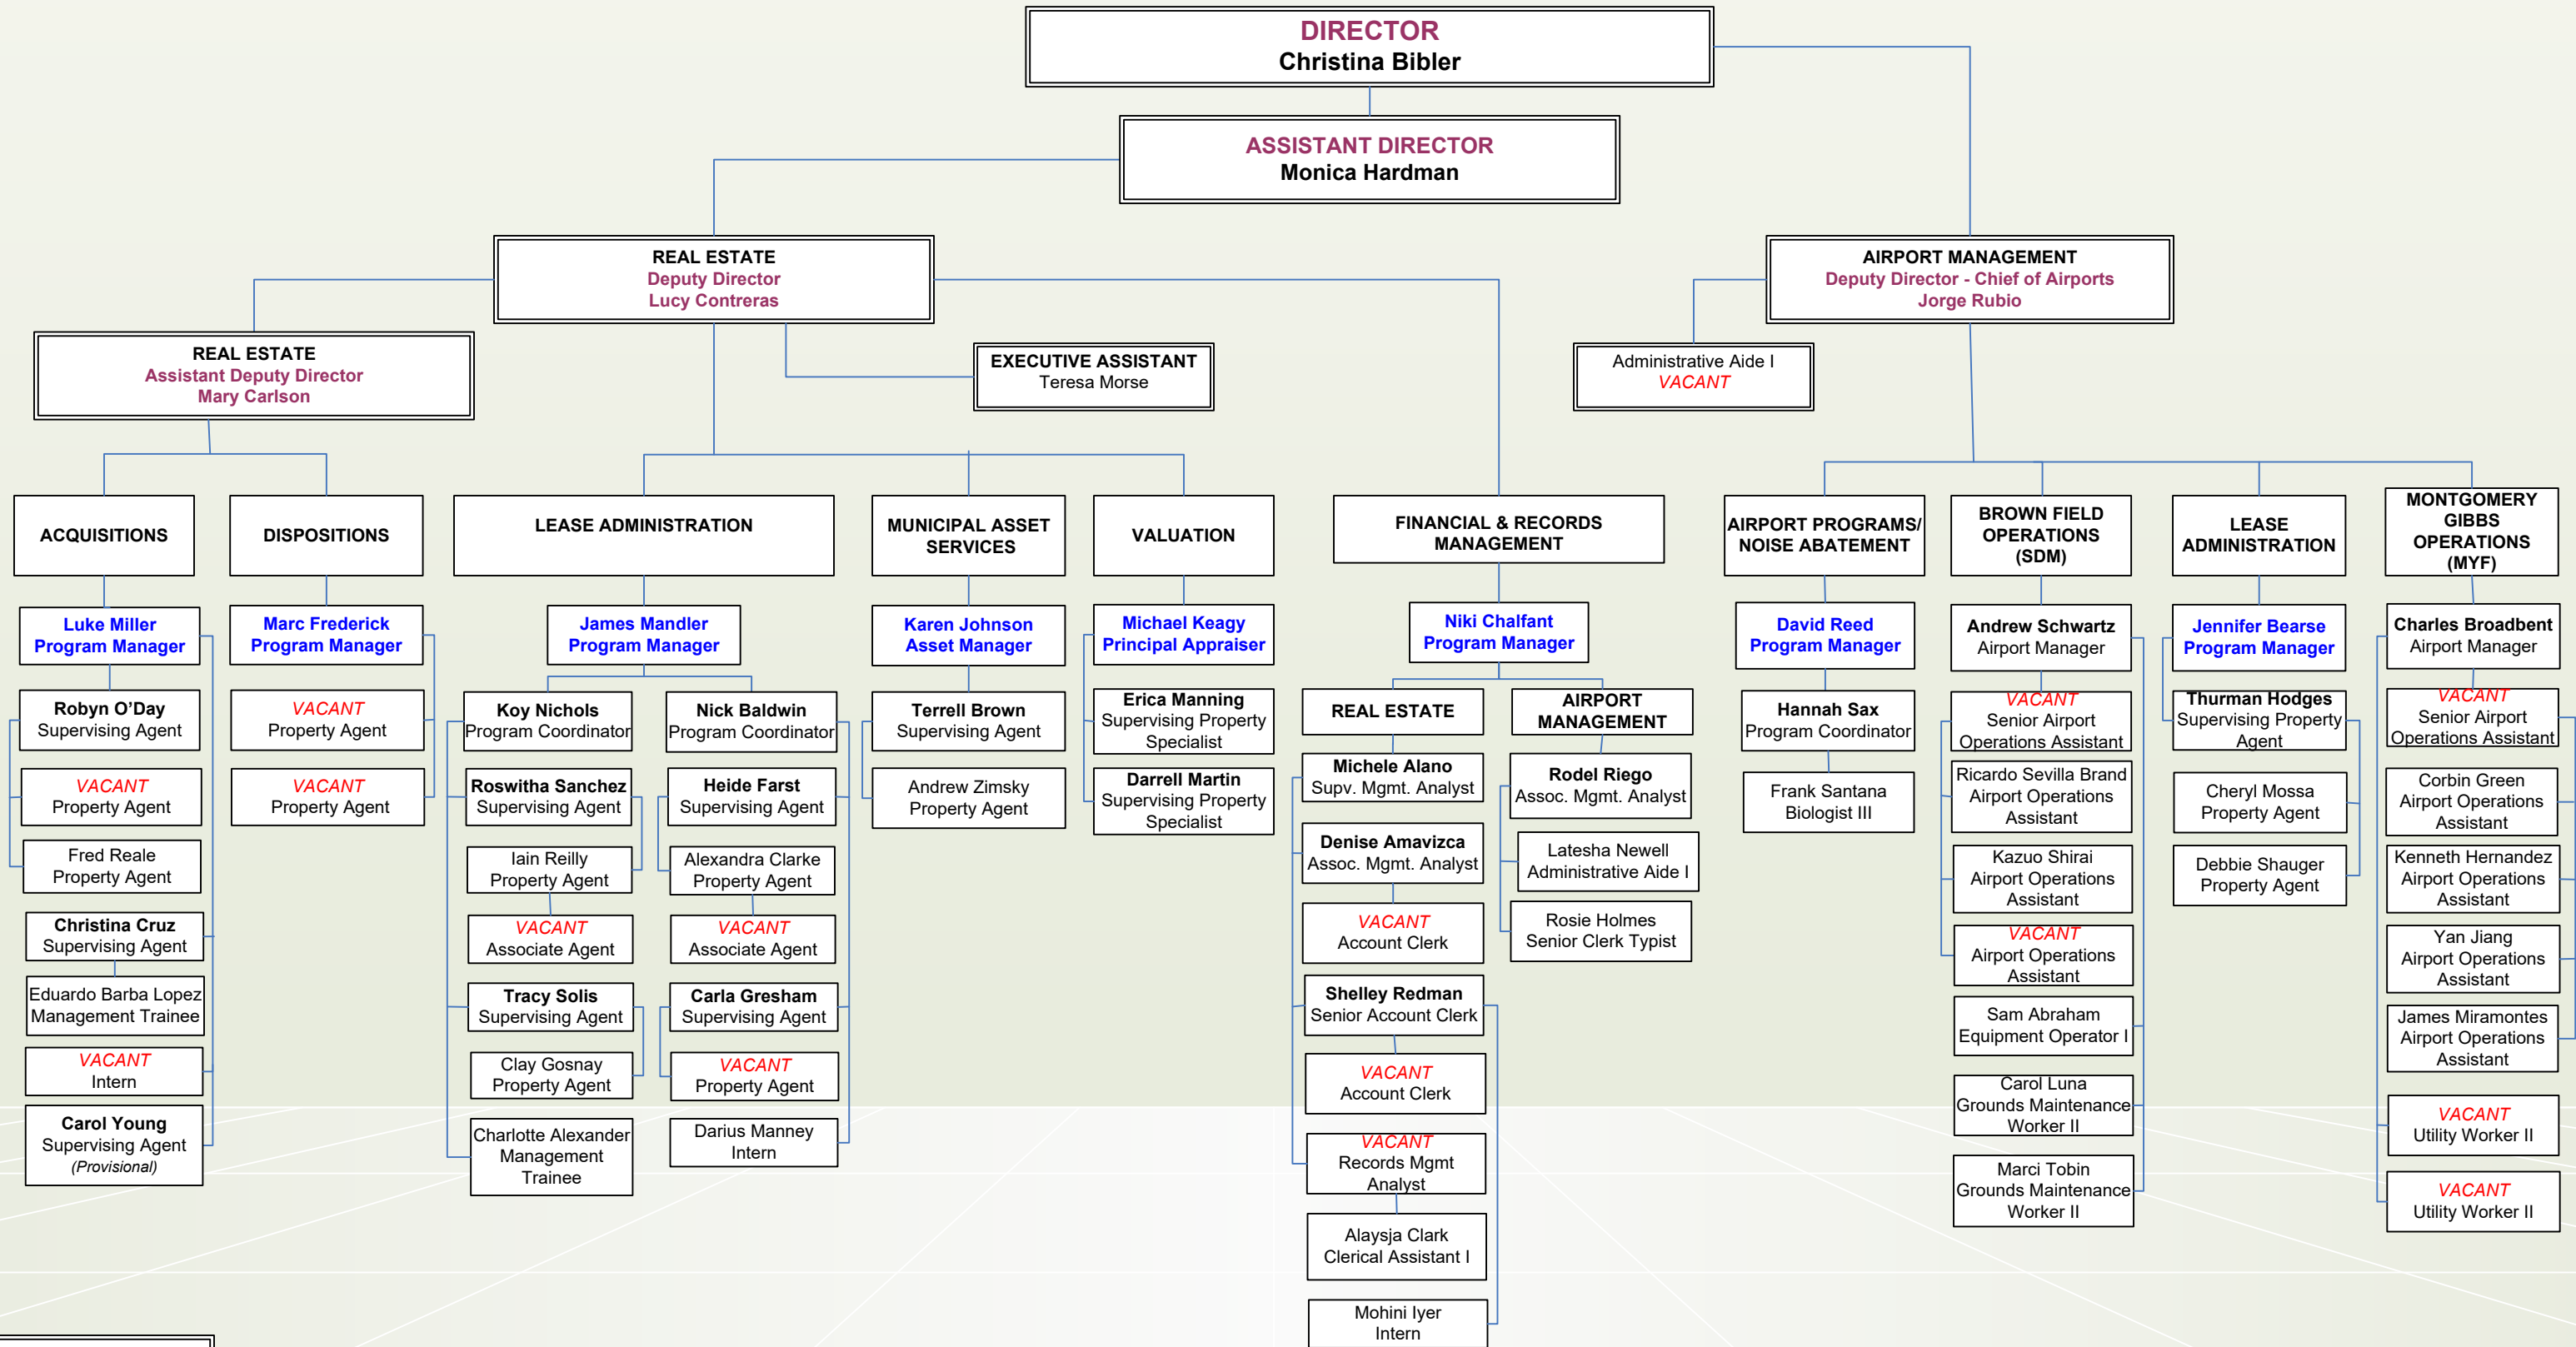 DIRECTOR
Christina Bibler
ASSISTANT DIRECTOR
Monica Hardman
REAL ESTATE
Deputy Director
Lucy Contreras
AIRPORT MANAGEMENT
Deputy Director - Chief of Airports
Jorge Rubio
REAL ESTATE
Assistant Deputy Director
Mary Carlson
EXECUTIVE ASSISTANT
Teresa Morse
Administrative Aide I
VACANT
ACQUISITIONS
Luke Miller
Program Manager
Robyn O’Day
Supervising Agent
VACANT
Property Agent
Fred Reale
Property Agent
Christina Cruz
Supervising Agent
Eduardo Barba Lopez
Management Trainee
VACANT
Intern
Carol Young
Supervising Agent
(Provisional)
DISPOSITIONS
Marc Frederick
Program Manager
VACANT
Property Agent
VACANT
Property Agent
LEASE ADMINISTRATION
James Mandler
Program Manager
Koy Nichols
Program Coordinator
Roswitha Sanchez
Supervising Agent
Iain Reilly
Property Agent
VACANT
Associate Agent
Tracy Solis
Supervising Agent
Clay Gosnay
Property Agent
Charlotte Alexander
Management
Trainee
Nick Baldwin
Program Coordinator
Heide Farst
Supervising Agent
Alexandra Clarke
Property Agent
VACANT
Associate Agent
Carla Gresham
Supervising Agent
VACANT
Property Agent
Darius Manney
Intern
MUNICIPAL ASSET
SERVICES
Karen Johnson
Asset Manager
Terrell Brown
Supervising Agent
Andrew Zimsky
Property Agent
VALUATION
Michael Keagy
Principal Appraiser
Erica Manning
Supervising Property
Specialist
Darrell Martin
Supervising Property
Specialist
FINANCIAL & RECORDS
MANAGEMENT
Niki Chalfant
Program Manager
REAL ESTATE
Michele Alano
Supv. Mgmt. Analyst
Denise Amavizca
Assoc. Mgmt. Analyst
VACANT
Account Clerk
Shelley Redman
Senior Account Clerk
VACANT
Account Clerk
VACANT
Records Mgmt
Analyst
Alaysja Clark
Clerical Assistant I
Mohini Iyer
Intern
AIRPORT
MANAGEMENT
Rodel Riego
Assoc. Mgmt. Analyst
Latesha Newell
Administrative Aide I
Rosie Holmes
Senior Clerk Typist
AIRPORT PROGRAMS/
NOISE ABATEMENT
David Reed
Program Manager
Hannah Sax
Program Coordinator
Frank Santana
Biologist III
BROWN FIELD
OPERATIONS
(SDM)
Andrew Schwartz
Airport Manager
VACANT
Senior Airport
Operations Assistant
Ricardo Sevilla Brand
Airport Operations
Assistant
Kazuo Shirai
Airport Operations
Assistant
VACANT
Airport Operations
Assistant
Sam Abraham
Equipment Operator I
Carol Luna
Grounds Maintenance
Worker II
Marci Tobin
Grounds Maintenance
Worker II
LEASE
ADMINISTRATION
Jennifer Bearse
Program Manager
Thurman Hodges
Supervising Property
Agent
Cheryl Mossa
Property Agent
Debbie Shauger
Property Agent
MONTGOMERY
GIBBS
OPERATIONS
(MYF)
Charles Broadbent
Airport Manager
VACANT
Senior Airport
Operations Assistant
Corbin Green
Airport Operations
Assistant
Kenneth Hernandez
Airport Operations
Assistant
Yan Jiang
Airport Operations
Assistant
James Miramontes
Airport Operations
Assistant
VACANT
Utility Worker II
VACANT
Utility Worker II